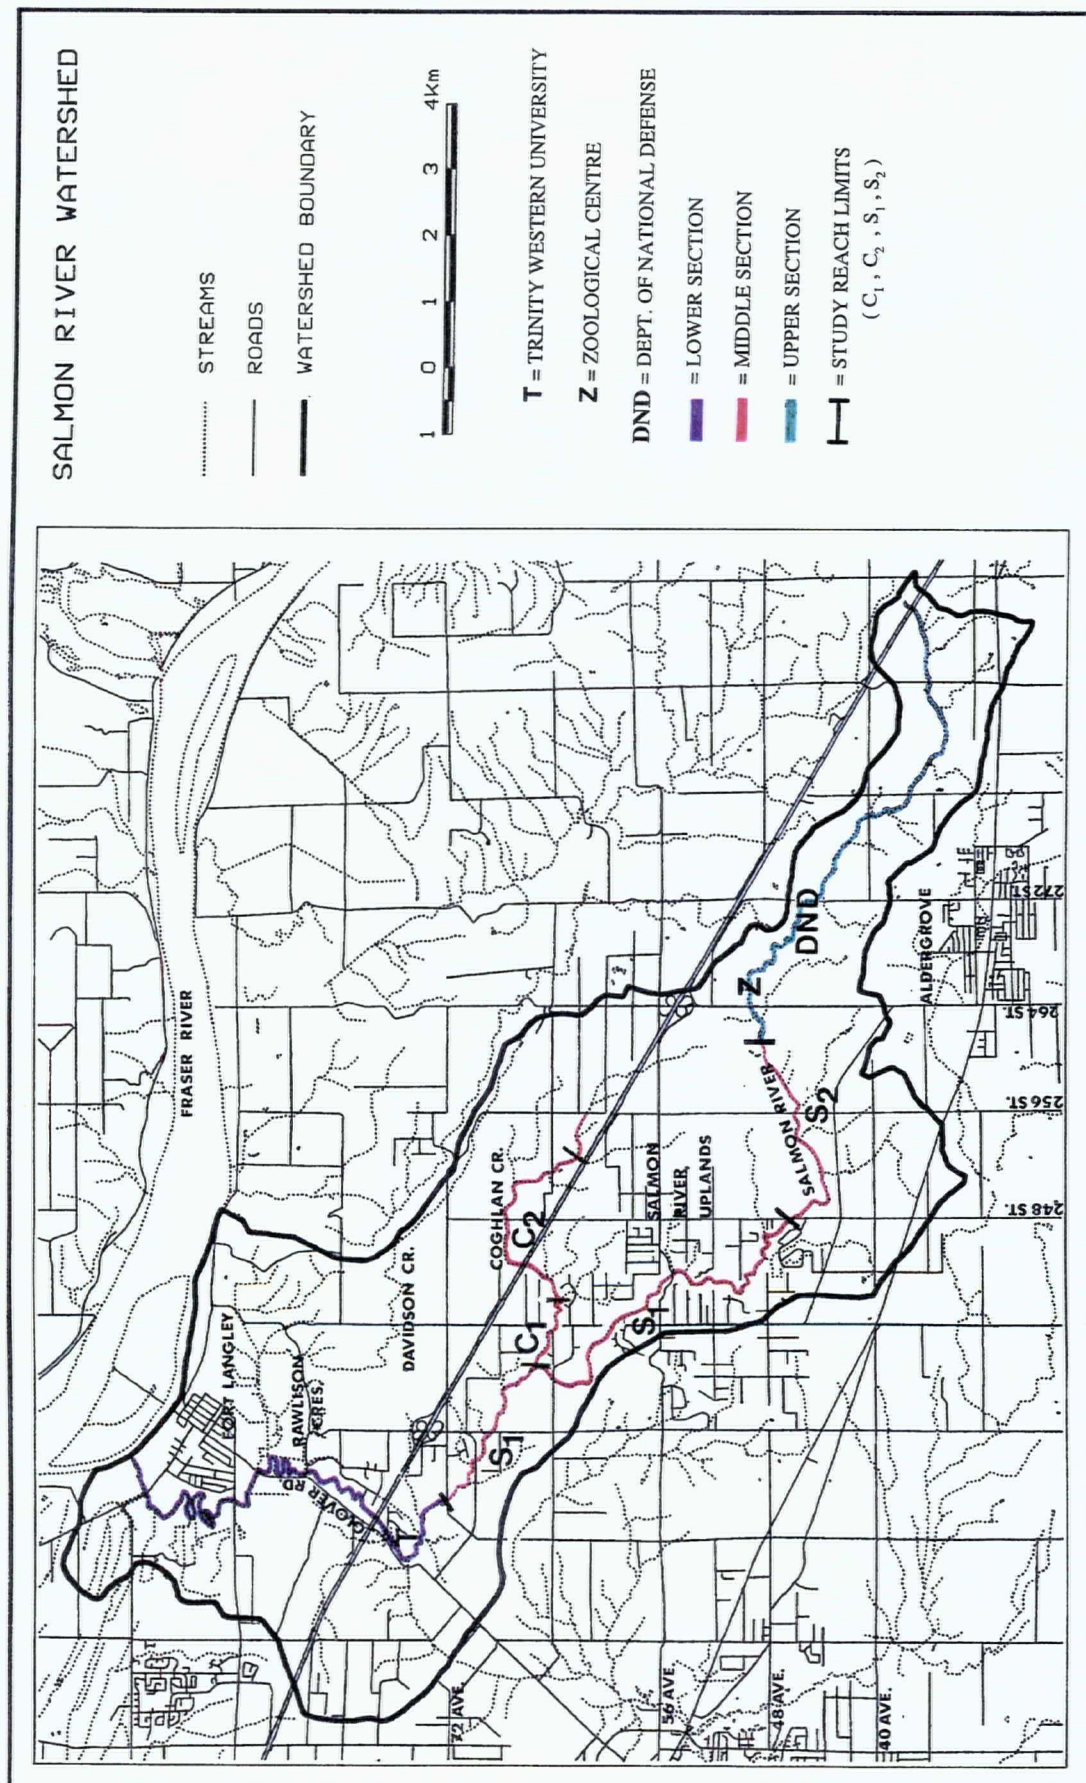 SALMON RIVER WATERSHED
STREAMS
ROADS
WATERSHED BOUNDARY
1 0 1 2 3 4Km
T = TRINITY WESTERN UNIVERSITY
Z = ZOOLOGICAL CENTRE
DND = DEPT. OF NATIONAL DEFENSE
= LOWER SECTION
= MIDDLE SECTION
= UPPER SECTION
= STUDY REACH LIMITS
( C₁ , C₂ , S₁ , S₂ )
FRASER RIVER
FORT LANGLEY
RAWLISON
CRES.
GLOVER RD.
DAVIDSON CR.
COGHLAN CR.
T
S₁
C₁
C₂
S₁
SALMON
RIVER
UPLANDS
SALMON RIVER
S₂
Z
DND
ALDERGROVE
72 AVE.
56 AVE.
48 AVE.
40 AVE.
248 ST.
256 ST.
264 ST.
272 ST.